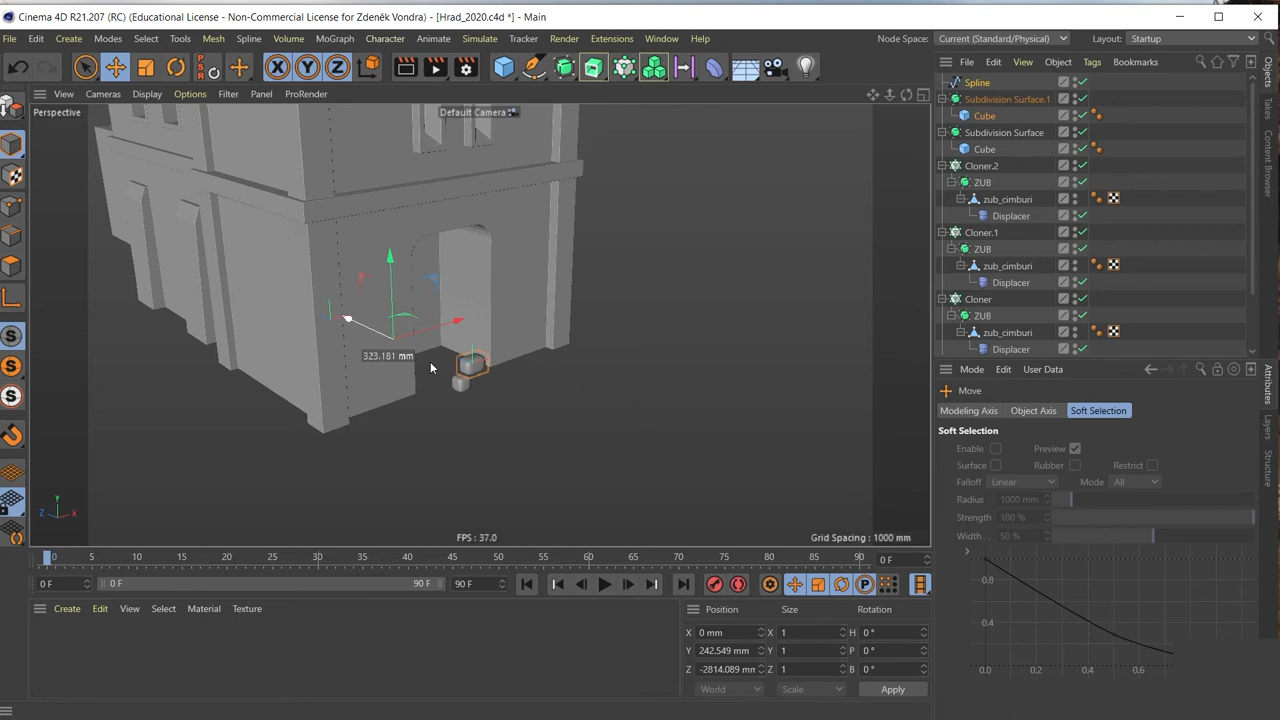 Cinema 4D R21.207 (RC) (Educational License - Non-Commercial License for Zdeněk Vondra) - [Hrad_2020.c4d *] - Main
File Edit Create Modes Select Tools Mesh Spline Volume MoGraph Character Animate Simulate Tracker Render Extensions Window Help
Node Space: Current (Standard/Physical) Layout: Startup
X Y Z
PSR
File Edit View Object Tags Bookmarks
View Cameras Display Options Filter Panel ProRender
Perspective
Default Camera
Spline
Subdivision Surface.1
Cube
Subdivision Surface
Cube
Cloner.2
ZUB
zub_cimburi
Displacer
Cloner.1
ZUB
zub_cimburi
Displacer
Cloner
ZUB
zub_cimburi
Displacer
Objects
Content Browser
323.181 mm
S
S
S
Y
Z X
FPS : 37.0
Grid Spacing : 1000 mm
Mode Edit User Data
Move
Modeling Axis Object Axis Soft Selection
Soft Selection
Enable Preview
Surface Rubber Restrict
Falloff Linear Mode All
Radius 1000 mm
Strength 100 %
Width . . 50 %
0.8
0.4
0.0 0.2 0.4 0.6
Attributes
Layers
Structure
0 5 10 15 20 25 30 35 40 45 50 55 60 65 70 75 80 85 90 0 F
0 F 0 F 90 F 90 F
P
Create Edit View Select Material Texture
Position Size Rotation
X 0 mm X 1 H 0 °
Y 242.549 mm Y 1 P 0 °
Z -2814.089 mm Z 1 B 0 °
World Scale Apply